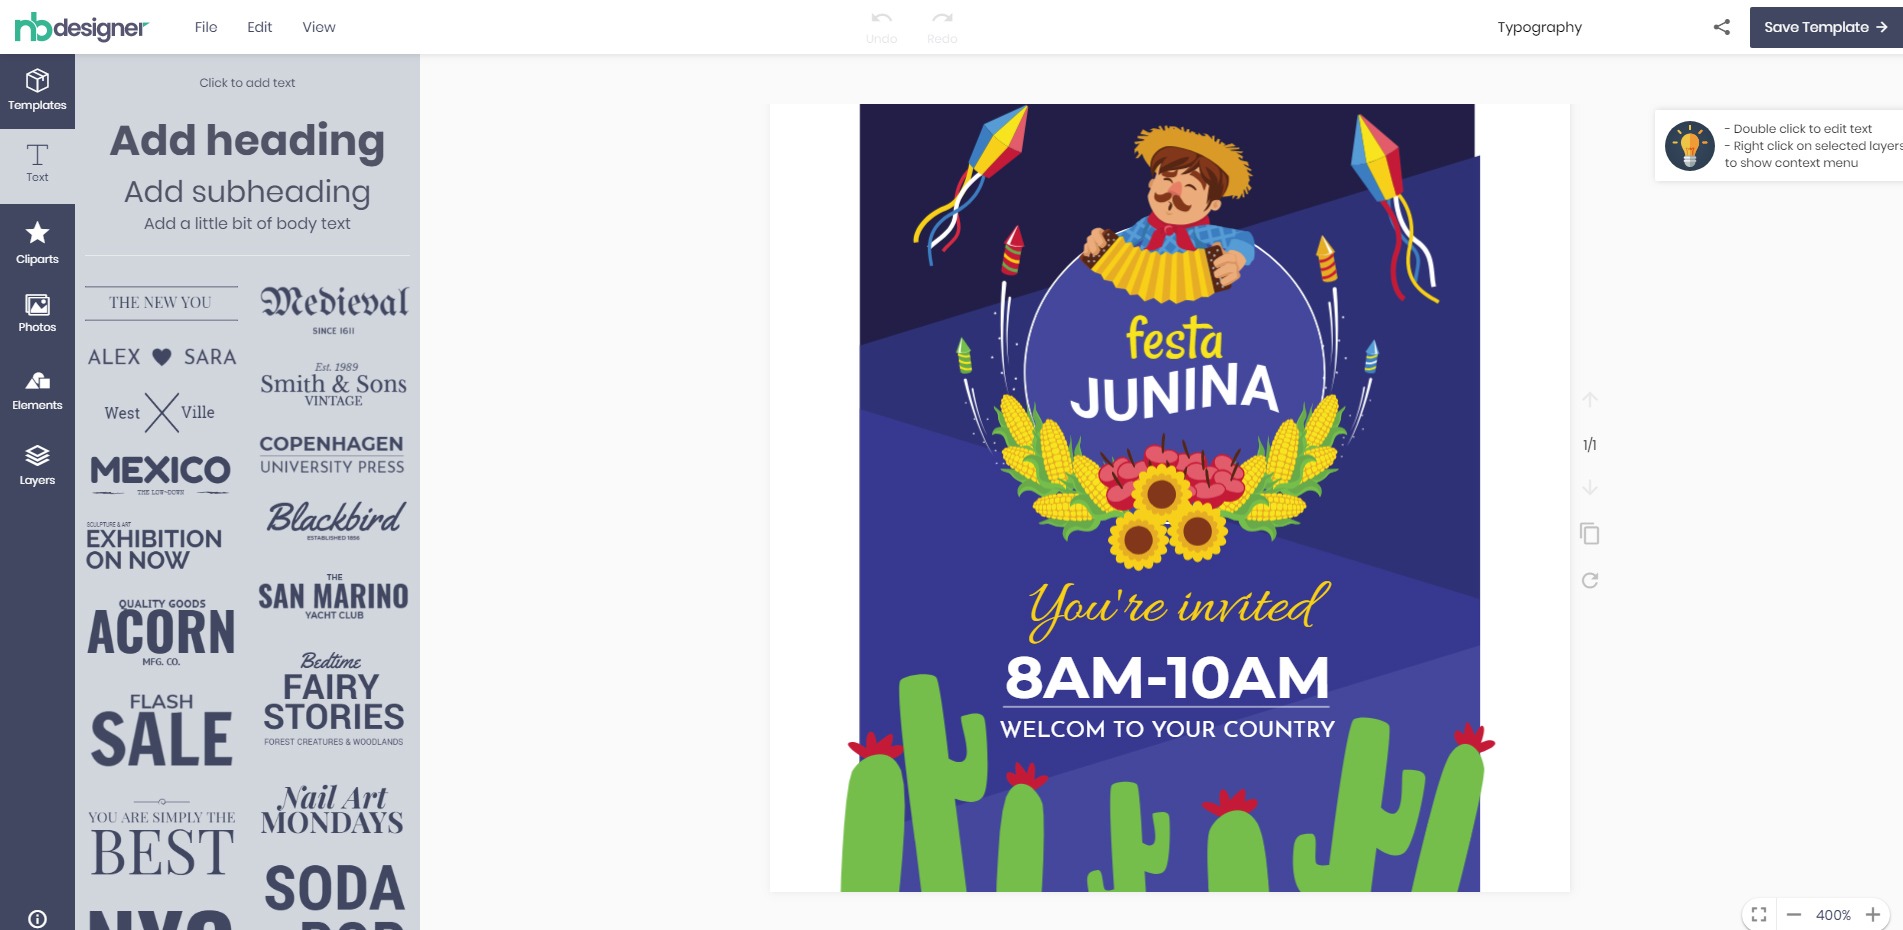 nbdesigner
File
Edit
View
Undo
Redo
Typography
Save Template
Templates
Text
Cliparts
Photos
Elements
Layers
Click to add text
Add heading
Add subheading
Add a little bit of body text
THE NEW YOU
ALEX SARA
West Ville
MEXICO
THE LOW-DOWN
SCULPTURE & ART
EXHIBITION
ON NOW
QUALITY GOODS
ACORN
MFG. CO.
FLASH
SALE
YOU ARE SIMPLY THE
BEST
NYC
Medieval
SINCE 1611
Est. 1989
Smith & Sons
VINTAGE
COPENHAGEN
UNIVERSITY PRESS
Blackbird
ESTABLISHED 1856
THE
SAN MARINO
YACHT CLUB
Bedtime
FAIRY
STORIES
FOREST CREATURES & WOODLANDS
Nail Art
MONDAYS
SODA
POP
festa
JUNINA
You're invited
8AM-10AM
WELCOM TO YOUR COUNTRY
- Double click to edit text
- Right click on selected layers
to show context menu
1/1
400%